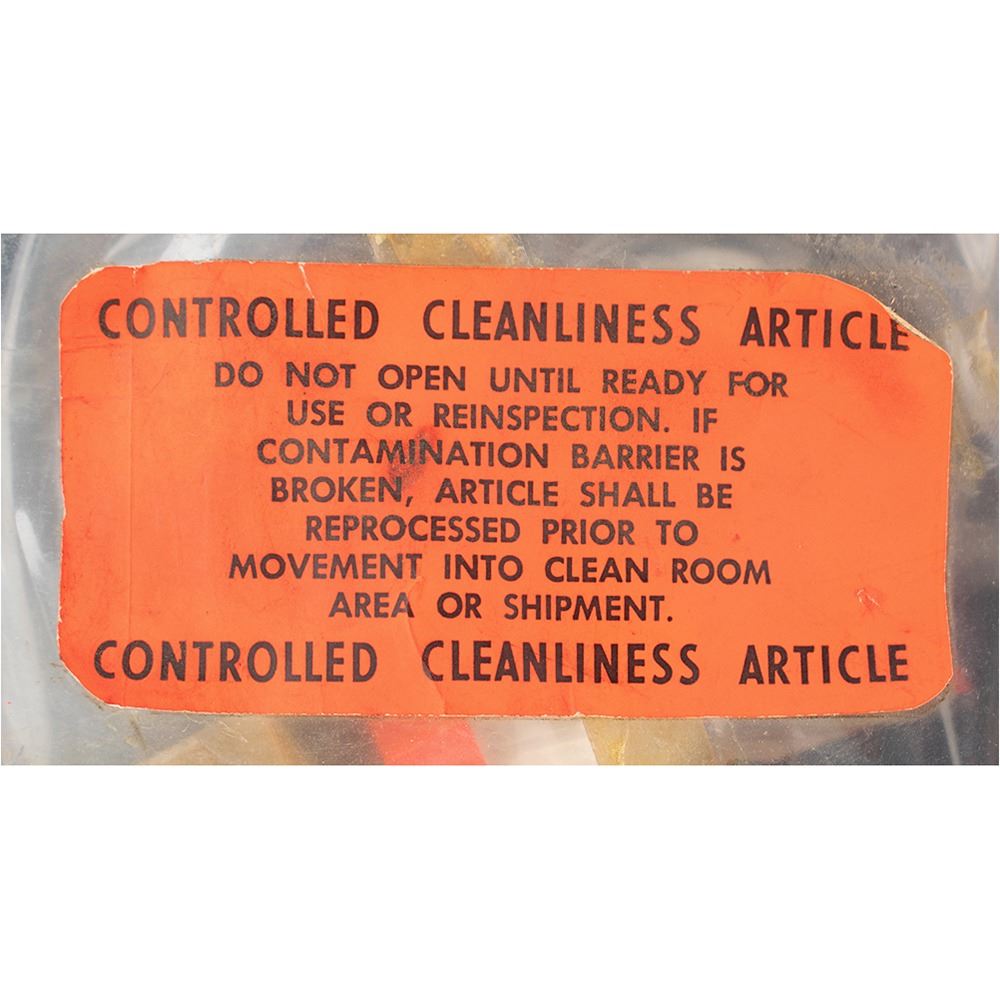 CONTROLLED CLEANLINESS ARTICLE
DO NOT OPEN UNTIL READY FOR
USE OR REINSPECTION. IF
CONTAMINATION BARRIER IS
BROKEN, ARTICLE SHALL BE
REPROCESSED PRIOR TO
MOVEMENT INTO CLEAN ROOM
AREA OR SHIPMENT.
CONTROLLED CLEANLINESS ARTICLE